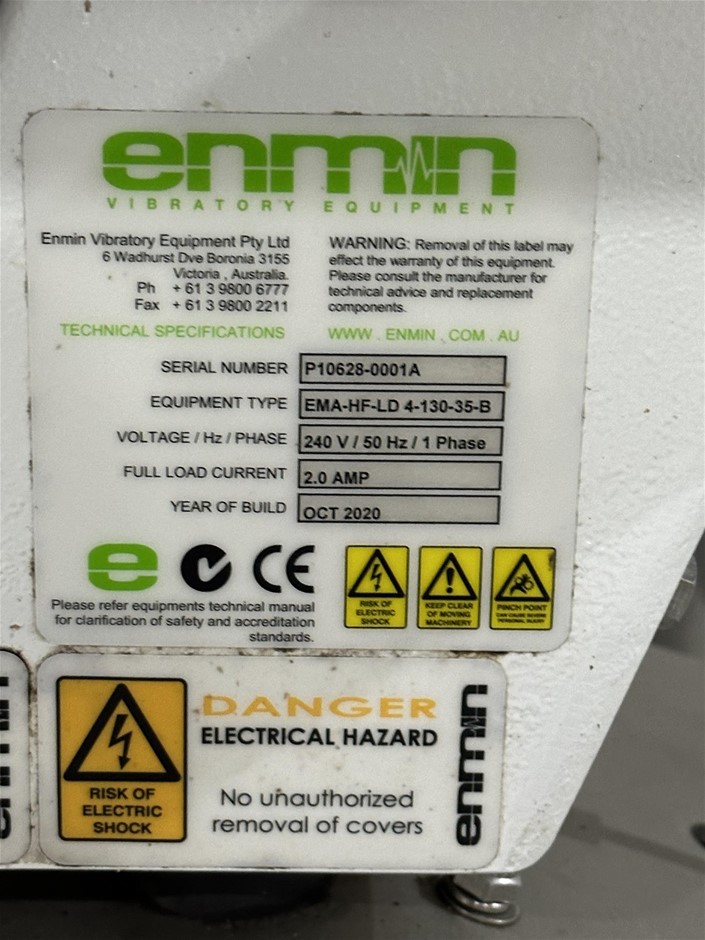 enmin
VIBRATORY EQUIPMENT
Enmin Vibratory Equipment Pty Ltd
6 Wadhurst Dve Boronia 3155
Victoria , Australia.
Ph + 61 3 9800 6777
Fax + 61 3 9800 2211
WARNING: Removal of this label may
effect the warranty of this equipment.
Please consult the manufacturer for
technical advice and replacement
components.
TECHNICAL SPECIFICATIONS
WWW . ENMIN . COM . AU
SERIAL NUMBER P10628-0001A
EQUIPMENT TYPE EMA-HF-LD 4-130-35-B
VOLTAGE / Hz / PHASE 240 V / 50 Hz / 1 Phase
FULL LOAD CURRENT 2.0 AMP
YEAR OF BUILD OCT 2020
e CE
Please refer equipments technical manual
for clarification of safety and accreditation
standards.
RISK OF
ELECTRIC
SHOCK
KEEP CLEAR
OF MOVING
MACHINERY
PINCH POINT
CAN CAUSE SEVERE
PERSONAL INJURY
RISK OF
ELECTRIC
SHOCK
DANGER
ELECTRICAL HAZARD
No unauthorized
removal of covers
enmin